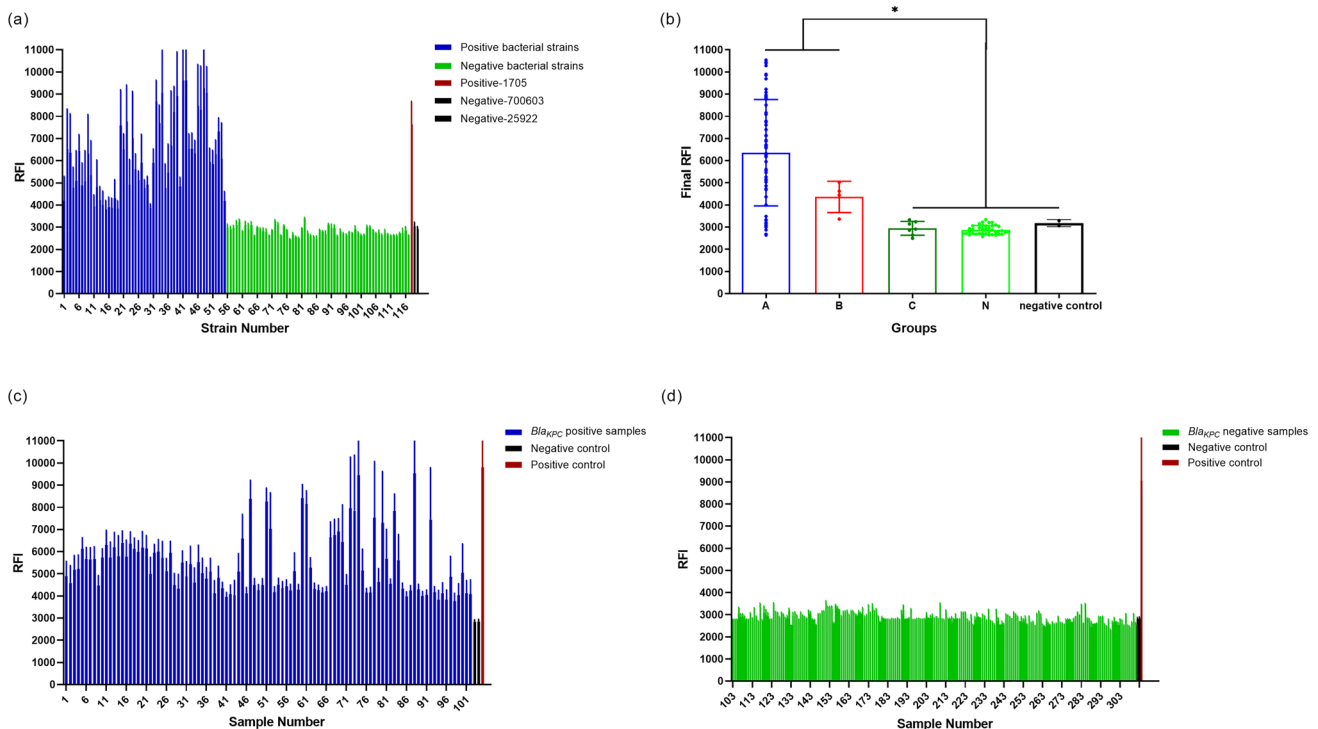 (a)
Positive bacterial strains
Negative bacterial strains
Positive-1705
Negative-700603
Negative-25922
RFI
11000
10000
9000
8000
7000
6000
5000
4000
3000
2000
1000
0
1 6 11 16 21 26 31 36 41 46 51 56 61 66 71 76 81 86 91 96 101 106 111 116
Strain Number
(b)
*
Final RFI
11000
10000
9000
8000
7000
6000
5000
4000
3000
2000
1000
0
A B C N negative control
Groups
(c)
Bla_KPC positive samples
Negative control
Positive control
RFI
11000
10000
9000
8000
7000
6000
5000
4000
3000
2000
1000
0
1 6 11 16 21 26 31 36 41 46 51 56 61 66 71 76 81 86 91 96 101
Sample Number
(d)
Bla_KPC negative samples
Negative control
Positive control
RFI
11000
10000
9000
8000
7000
6000
5000
4000
3000
2000
1000
0
103 113 123 133 143 153 163 173 183 193 203 213 223 233 243 253 263 273 283 293 303
Sample Number